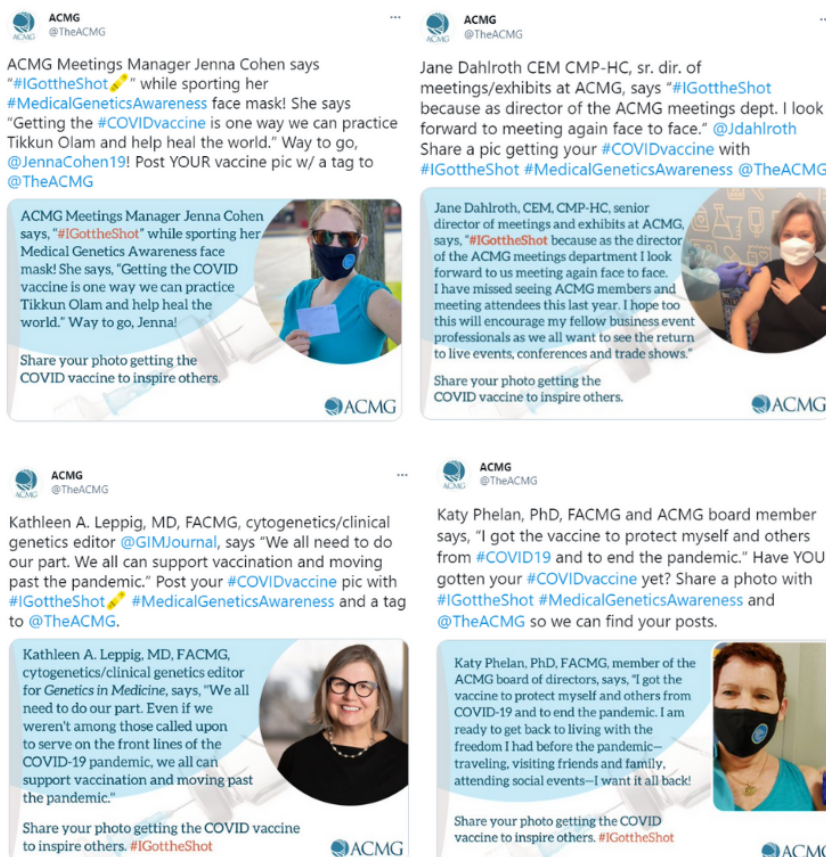 ACMG
@TheACMG
ACMG Meetings Manager Jenna Cohen says
“#IGottheShot” while sporting her
#MedicalGeneticsAwareness face mask! She says
“Getting the #COVIDvaccine is one way we can practice
Tikkun Olam and help heal the world.” Way to go,
@JennaCohen19! Post YOUR vaccine pic w/ a tag to
@TheACMG
ACMG Meetings Manager Jenna Cohen
says, "#IGottheShot" while sporting her
Medical Genetics Awareness face
mask! She says, "Getting the COVID
vaccine is one way we can practice
Tikkun Olam and help heal the
world." Way to go, Jenna!
Share your photo getting the
COVID vaccine to inspire others.
ACMG
ACMG
@TheACMG
Jane Dahlroth CEM CMP-HC, sr. dir. of
meetings/exhibits at ACMG, says “#IGottheShot
because as director of the ACMG meetings dept. I look
forward to meeting again face to face.” @Jdahlroth
Share a pic getting your #COVIDvaccine with
#IGottheShot #MedicalGeneticsAwareness @TheACMG
Jane Dahlroth, CEM, CMP-HC, senior
director of meetings and exhibits at ACMG,
says, "#IGottheShot because as the director
of the ACMG meetings department I look
forward to us meeting again face to face.
I have missed seeing ACMG members and
meeting attendees this last year. I hope too
this will encourage my fellow business event
professionals as we all want to see the return
to live events, conferences and trade shows."
Share your photo getting the
COVID vaccine to inspire others.
ACMG
ACMG
@TheACMG
Kathleen A. Leppig, MD, FACMG, cytogenetics/clinical
genetics editor @GIMJournal, says “We all need to do
our part. We all can support vaccination and moving
past the pandemic.” Post your #COVIDvaccine pic with
#IGottheShot #MedicalGeneticsAwareness and a tag
to @TheACMG.
Kathleen A. Leppig, MD, FACMG,
cytogenetics/clinical genetics editor
for Genetics in Medicine, says, "We all
need to do our part. Even if we
weren't among those called upon
to serve on the front lines of the
COVID-19 pandemic, we all can
support vaccination and moving past
the pandemic."
Share your photo getting the COVID vaccine
to inspire others. #IGottheShot
ACMG
ACMG
@TheACMG
Katy Phelan, PhD, FACMG and ACMG board member
says, “I got the vaccine to protect myself and others
from #COVID19 and to end the pandemic.” Have YOU
gotten your #COVIDvaccine yet? Share a photo with
#IGottheShot #MedicalGeneticsAwareness and
@TheACMG so we can find your posts.
Katy Phelan, PhD, FACMG, member of the
ACMG board of directors, says, "I got the
vaccine to protect myself and others from
COVID-19 and to end the pandemic. I am
ready to get back to living with the
freedom I had before the pandemic—
traveling, visiting friends and family,
attending social events—I want it all back!
Share your photo getting the COVID
vaccine to inspire others. #IGottheShot
ACMG